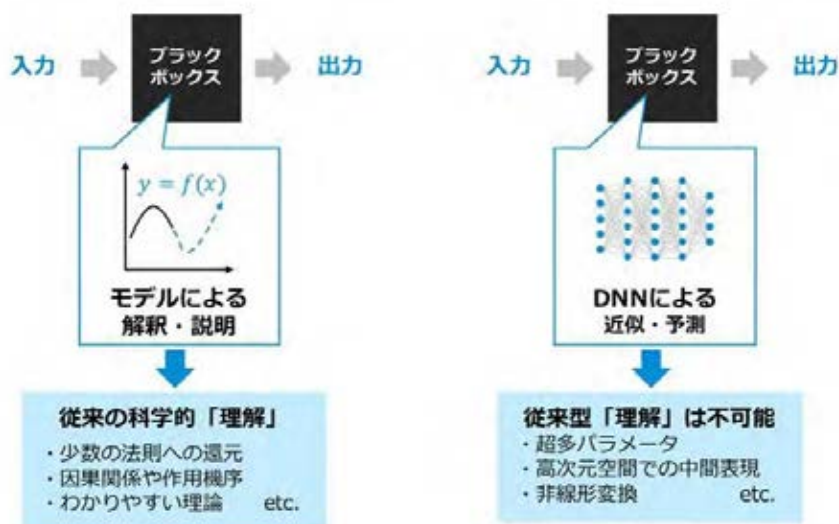 入力
ブラック
ボックス
出力
y = f(x)
モデルによる
解釈・説明
従来の科学的「理解」
・少数の法則への還元
・因果関係や作用機序
・わかりやすい理論 etc.
入力
ブラック
ボックス
出力
DNNによる
近似・予測
従来型「理解」は不可能
・超多パラメータ
・高次元空間での中間表現
・非線形変換 etc.